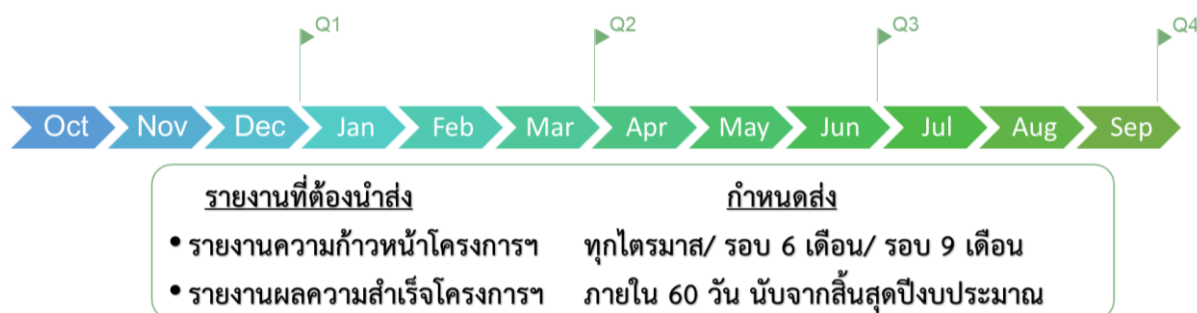 Q1 Q2 Q3 Q4
Oct Nov Dec Jan Feb Mar Apr May Jun Jul Aug Sep
รายงานที่ต้องนำส่ง กำหนดส่ง
• รายงานความก้าวหน้าโครงการฯ ทุกไตรมาส/ รอบ 6 เดือน/ รอบ 9 เดือน
• รายงานผลความสำเร็จโครงการฯ ภายใน 60 วัน นับจากสิ้นสุดปีงบประมาณ